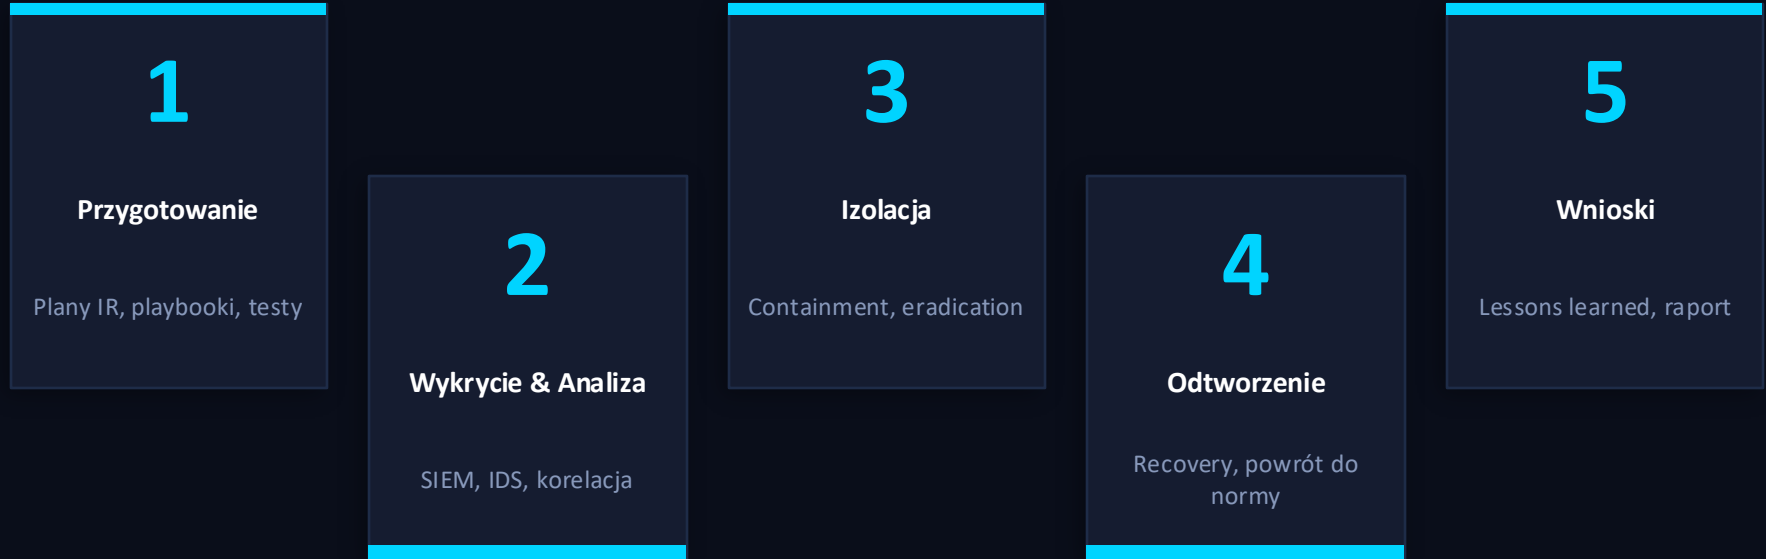 1
Przygotowanie
Plany IR, playbooki, testy
2
Wykrycie & Analiza
SIEM, IDS, korelacja
3
Izolacja
Containment, eradication
4
Odtworzenie
Recovery, powrót do
normy
5
Wnioski
Lessons learned, raport